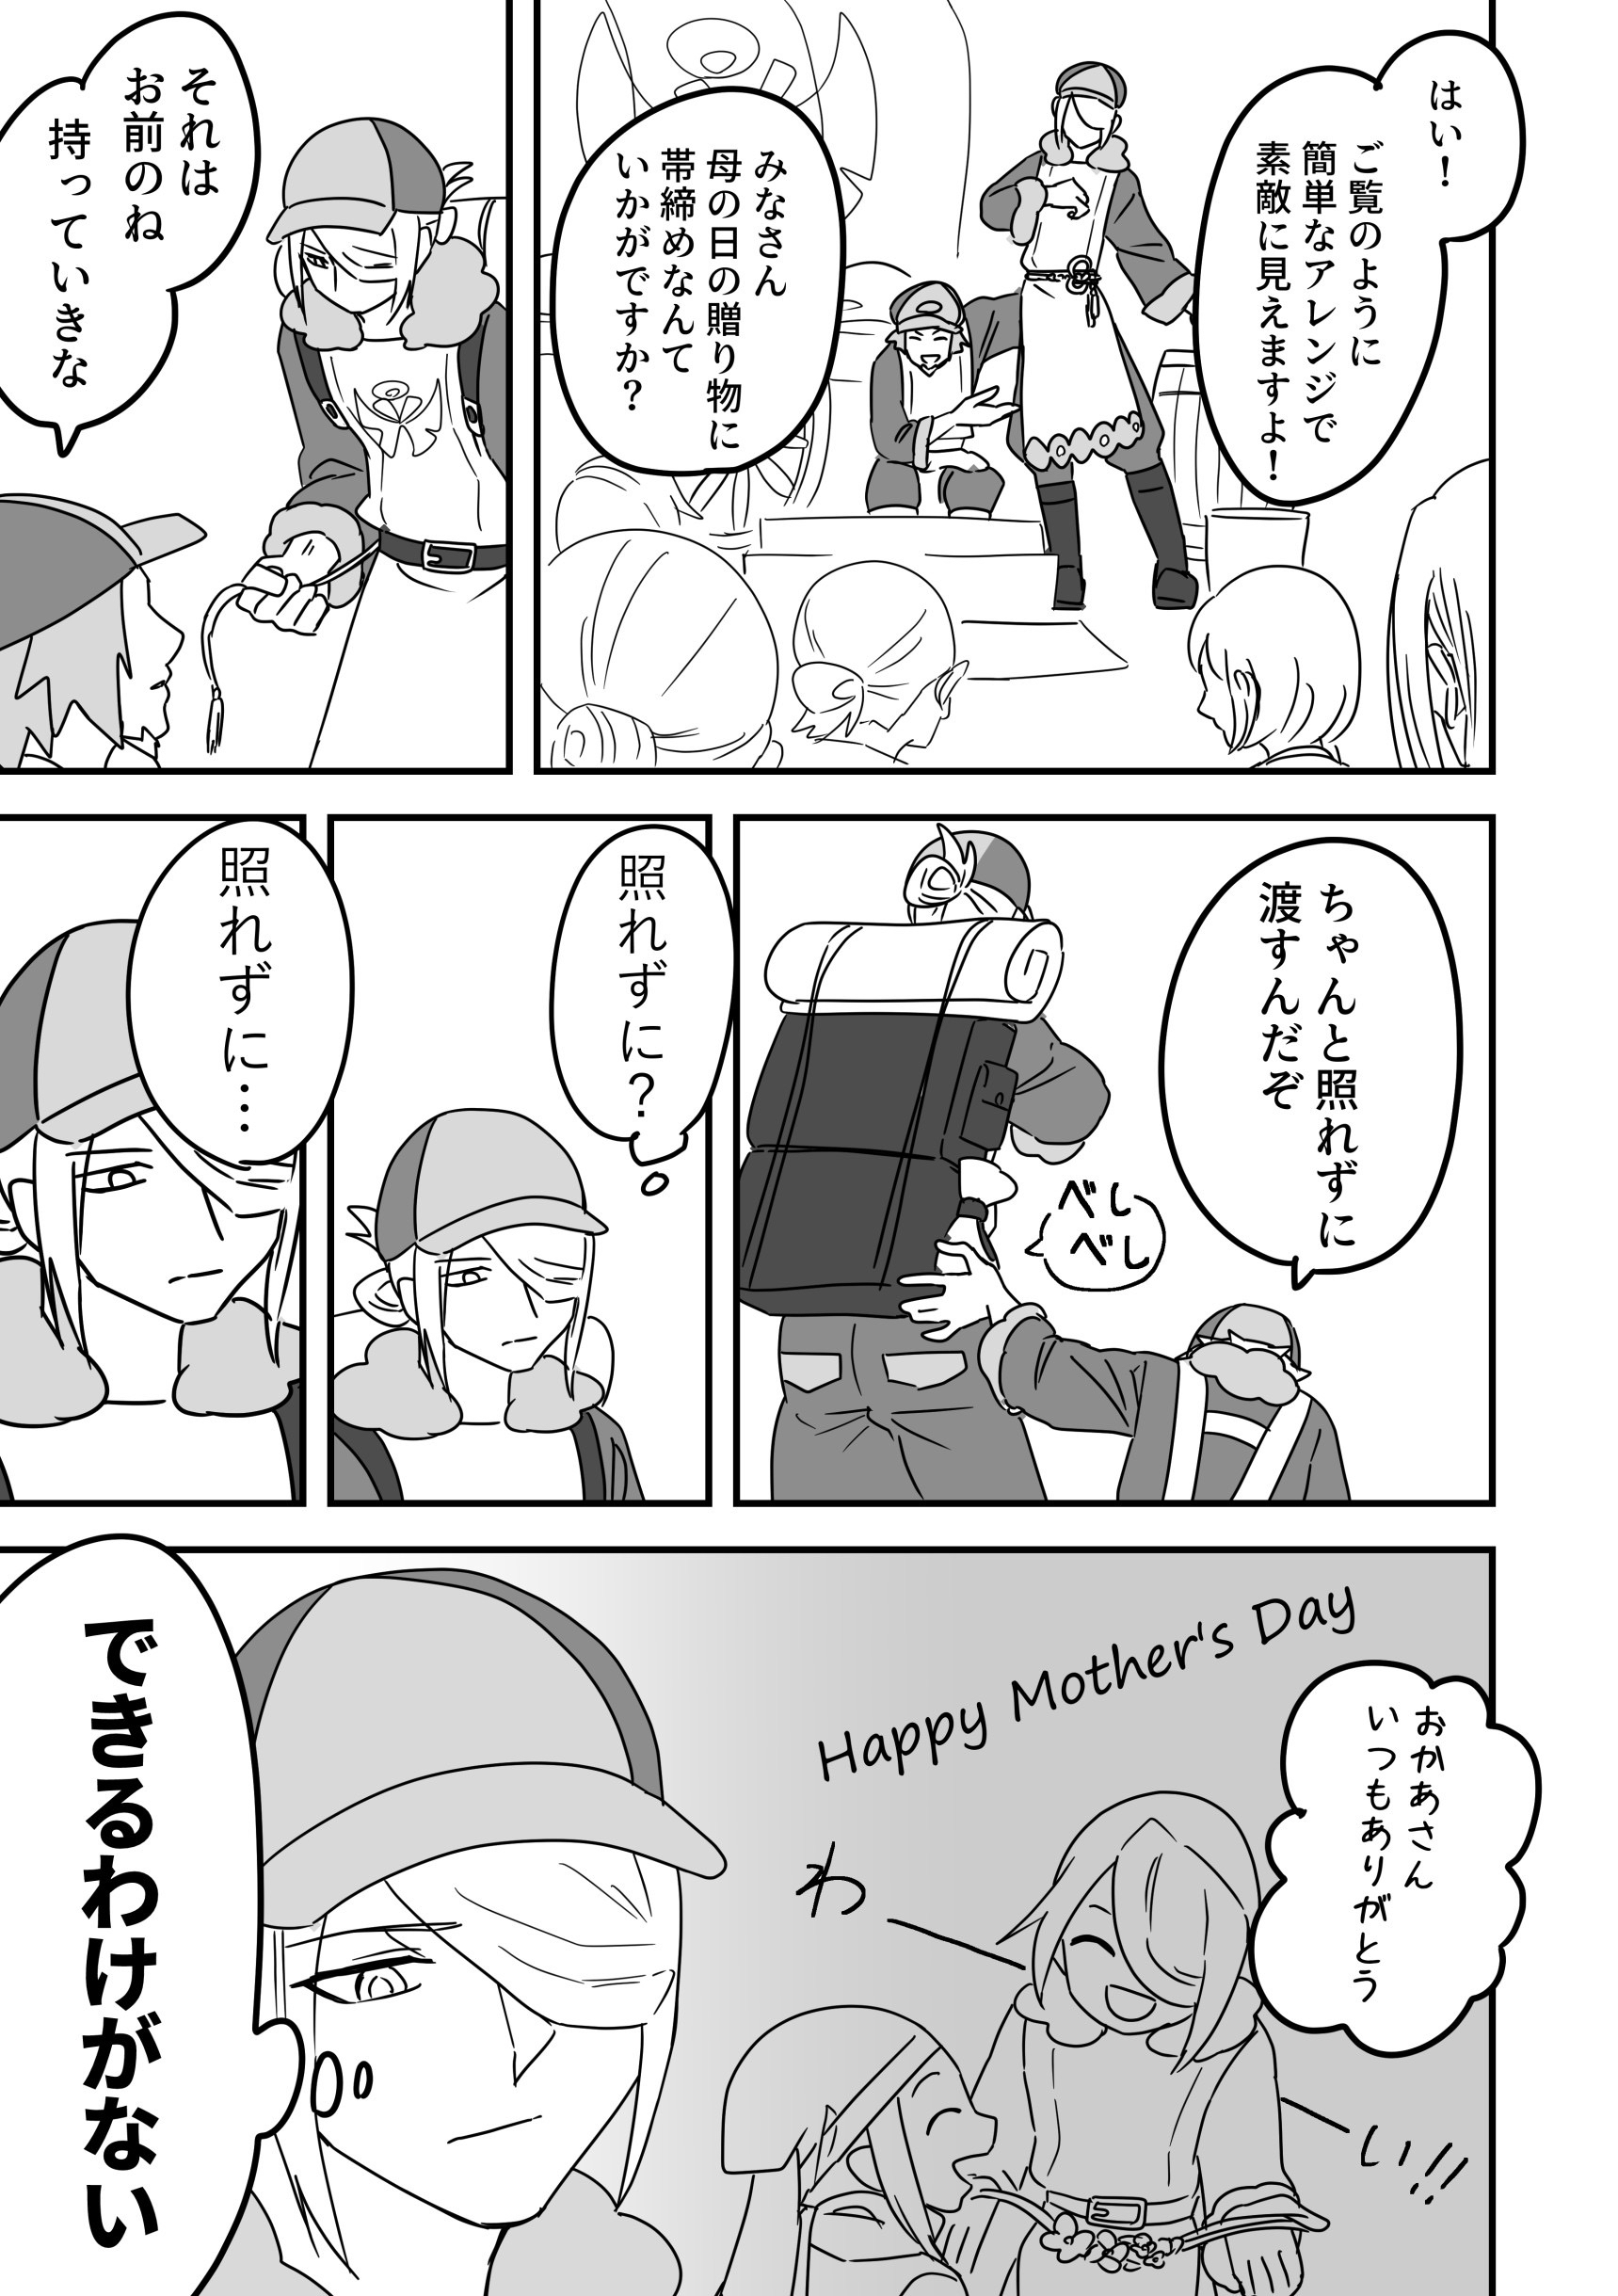 はい！
ご覧のように
簡単なアレンジで
素敵に見えますよ！
みなさん
母の日の贈り物に
帯締めなんて
いかがですか？
それは
お前のね
持っていきな
ちゃんと照れずに
渡すんだぞ
べし
べし
照れずに？
照れずに…
おかあさん
いつもありがとう
Happy Mother's Day
わーい!!!
できるわけがない